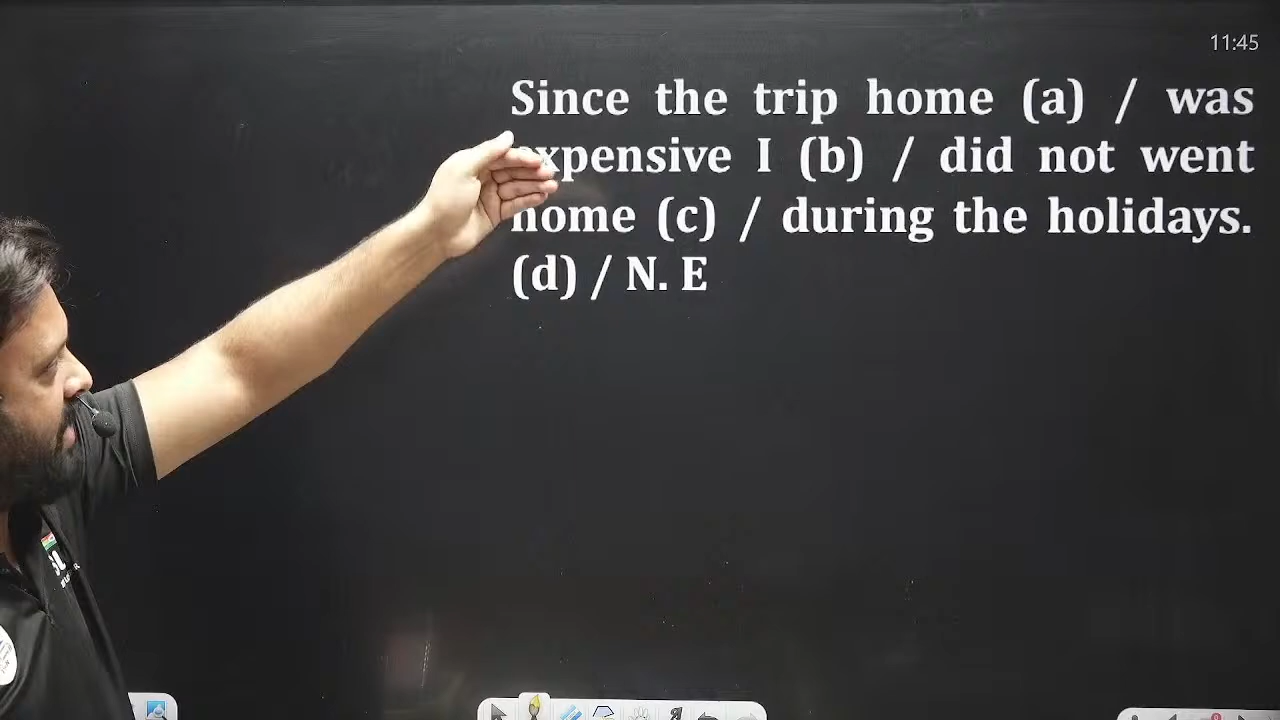 11:45
Since the trip home (a) / was
expensive I (b) / did not went
home (c) / during the holidays.
(d) / N. E